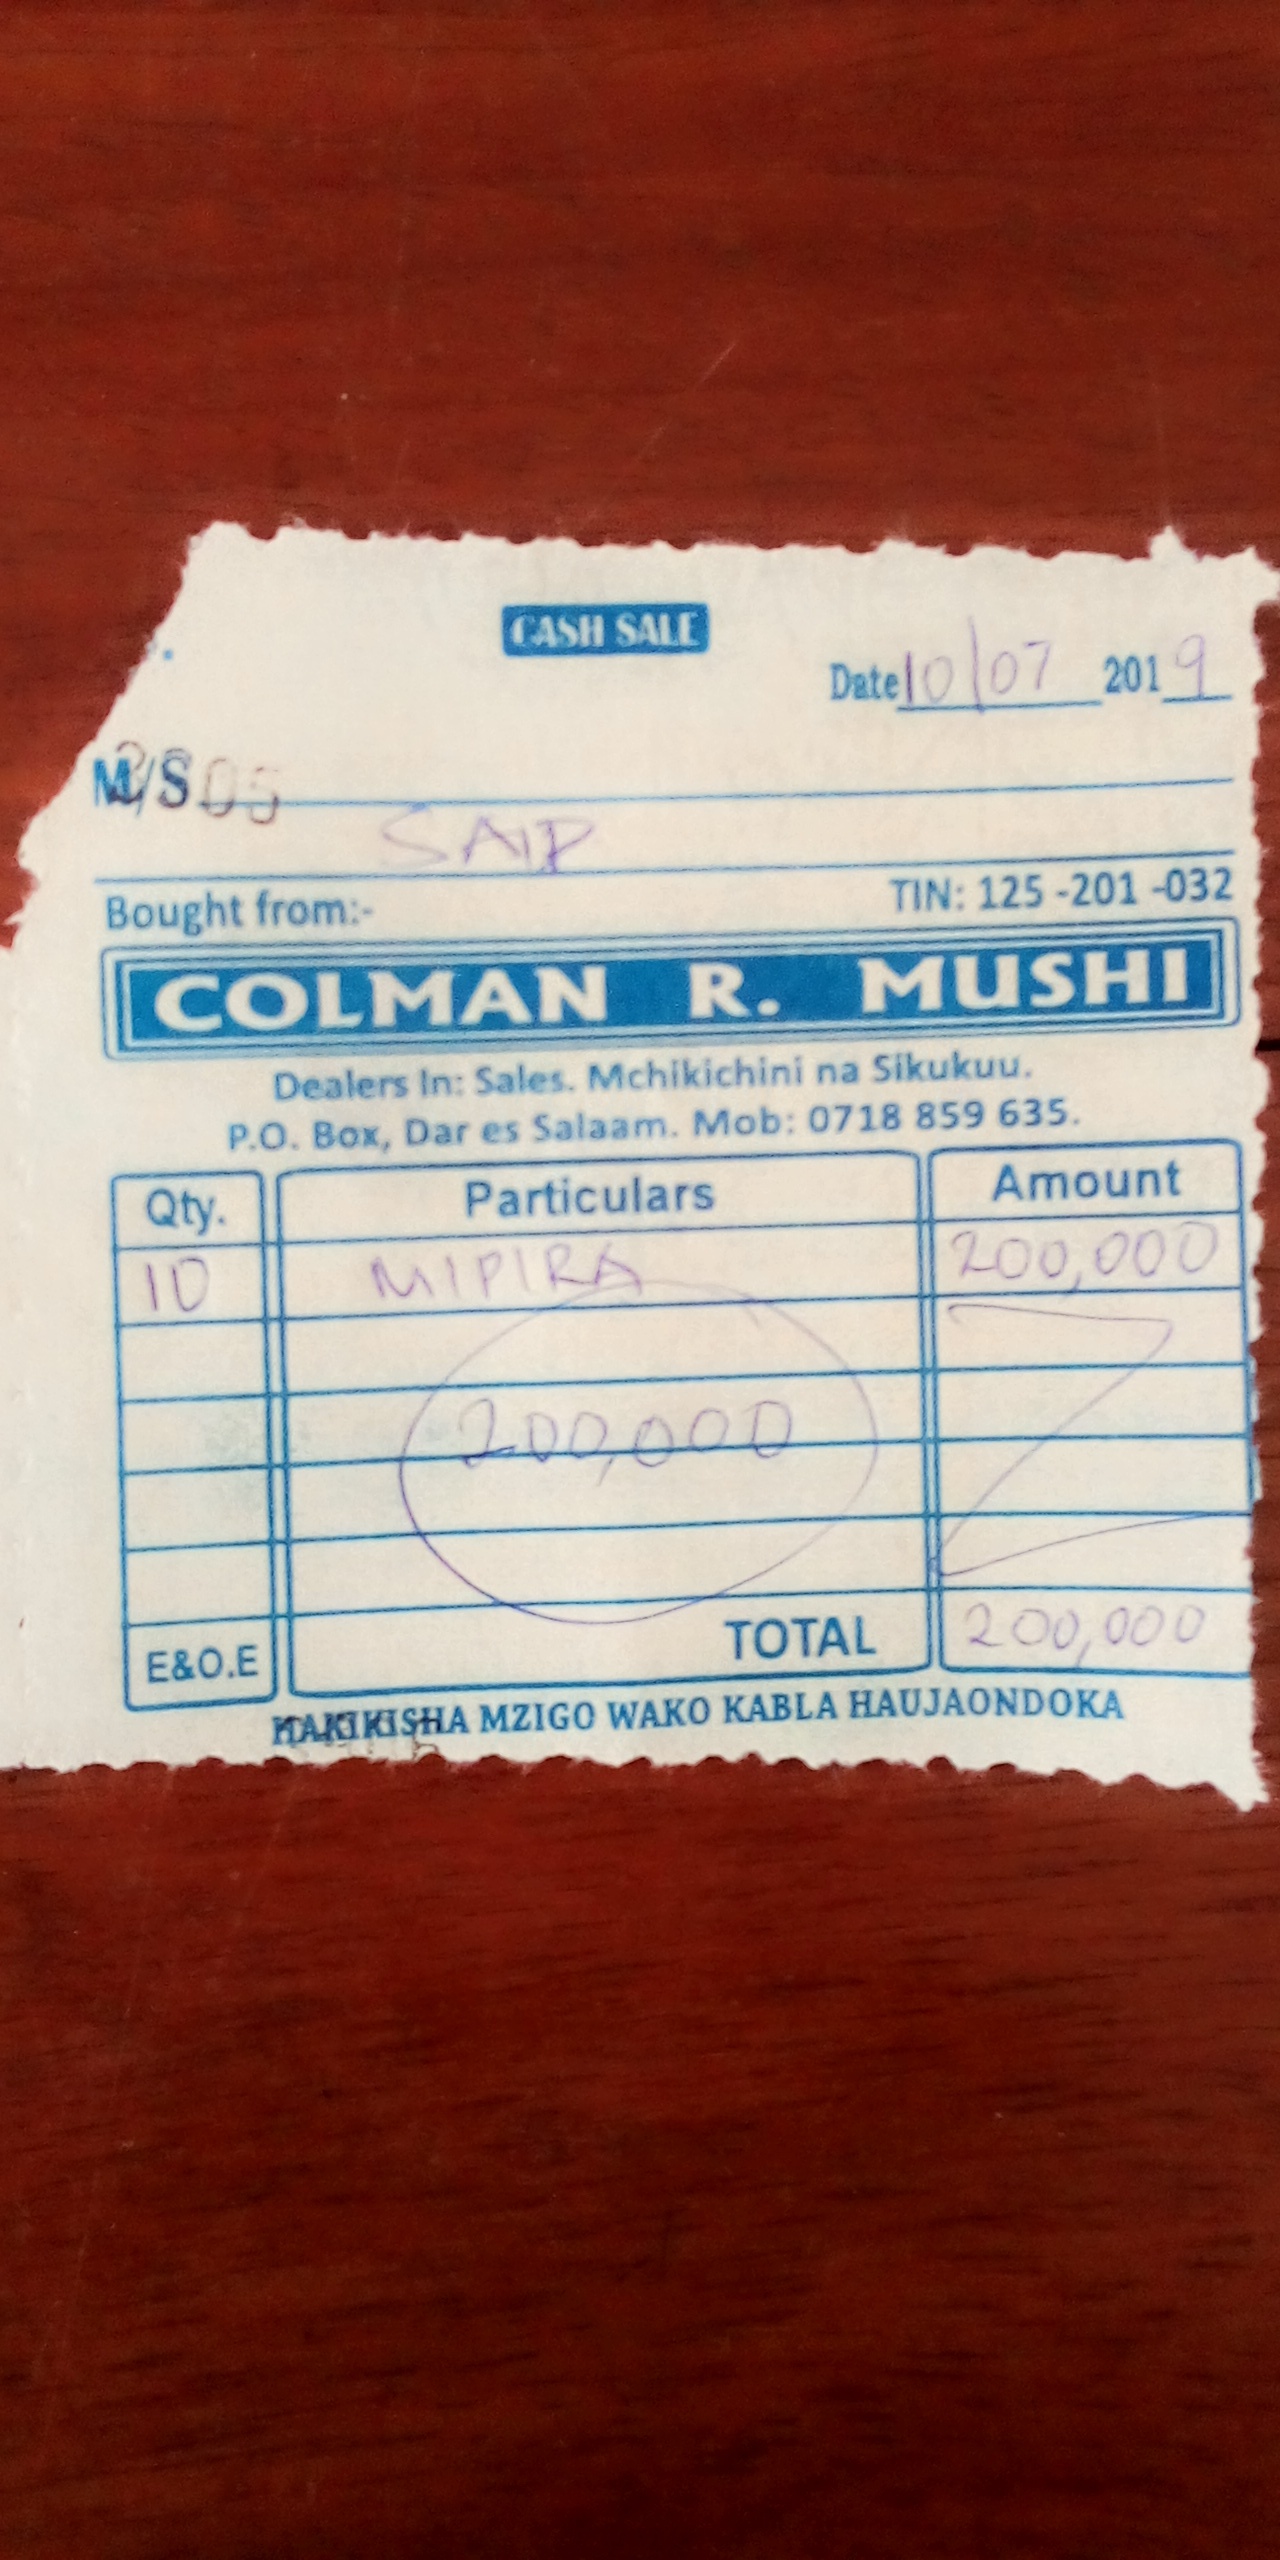 CASH SALE
Date 10/07 2019
M/S
Bought from:- TIN: 125 -201 -032
COLMAN R. MUSHI
Dealers In: Sales. Mchikichini na Sikukuu.
P.O. Box, Dar es Salaam. Mob: 0718 859 635.
Qty. Particulars Amount
10 MIPIRA 200,000
200,000
E&O.E TOTAL 200,000
HAKIKISHA MZIGO WAKO KABLA HAUJAONDOKA